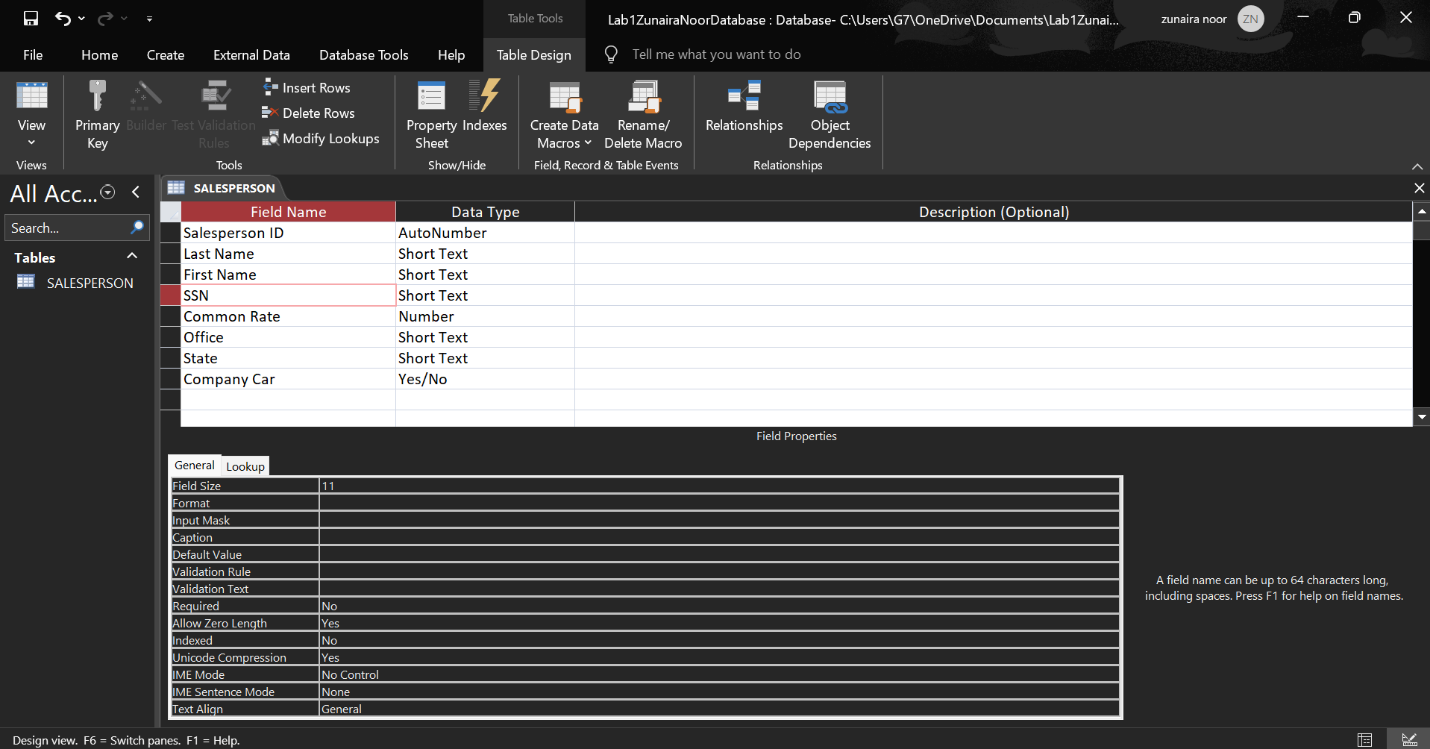 Table Tools
Lab1ZunairaNoorDatabase : Database- C:\Users\G7\OneDrive\Documents\Lab1Zunai...
zunaira noor
ZN
File
Home
Create
External Data
Database Tools
Help
Table Design
Tell me what you want to do
View
Primary
Key
Builder
Test Validation
Rules
Insert Rows
Delete Rows
Modify Lookups
Property
Sheet
Indexes
Create Data
Macros
Rename/
Delete Macro
Relationships
Object
Dependencies
Views
Tools
Show/Hide
Field, Record & Table Events
Relationships
All Acc...
Search...
Tables
SALESPERSON
SALESPERSON
Field Name Data Type Description (Optional)
Salesperson ID AutoNumber
Last Name Short Text
First Name Short Text
SSN Short Text
Common Rate Number
Office Short Text
State Short Text
Company Car Yes/No
Field Properties
General Lookup
Field Size 11
Format
Input Mask
Caption
Default Value
Validation Rule
Validation Text
Required No
Allow Zero Length Yes
Indexed No
Unicode Compression Yes
IME Mode No Control
IME Sentence Mode None
Text Align General
A field name can be up to 64 characters long,
including spaces. Press F1 for help on field names.
Design view. F6 = Switch panes. F1 = Help.